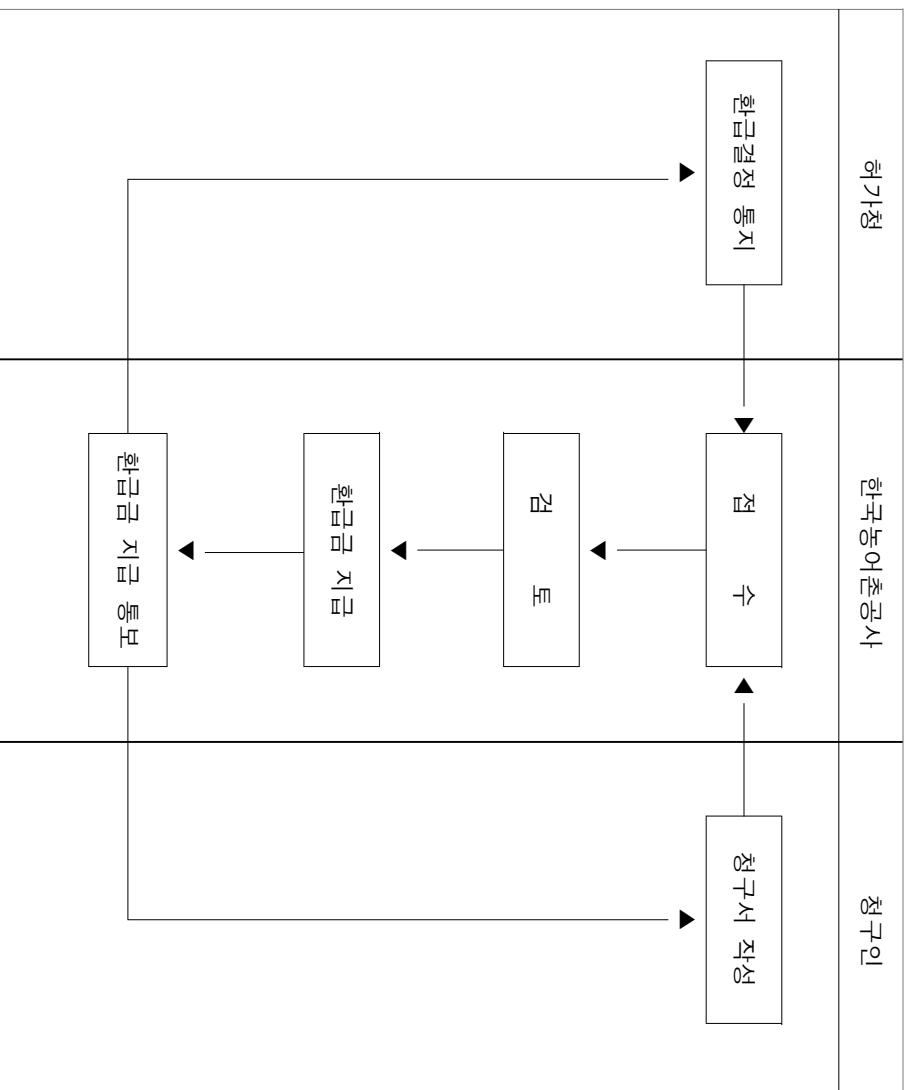 허가청
한국농어촌공사
청구인
환급결정 통지
접 수
청구서 작성
검 토
환급금 지급
환급금 지급 통보